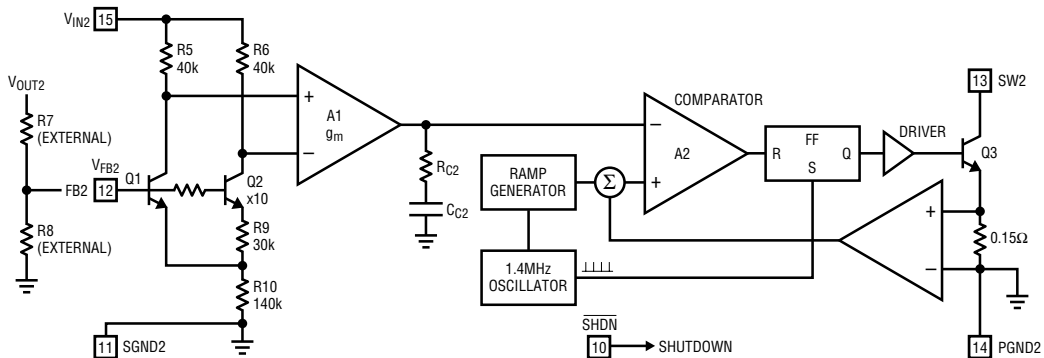 VIN2
15
R5
40k
R6
40k
VOUT2
R7
(EXTERNAL)
VFB2
FB2
12
R8
(EXTERNAL)
Q1
Q2
x10
R9
30k
R10
140k
11
SGND2
+
A1
gm
−
RC2
CC2
COMPARATOR
−
A2
+
RAMP
GENERATOR
Σ
1.4MHz
OSCILLATOR
R
FF
S
Q
DRIVER
13
SW2
Q3
+
−
0.15Ω
14
PGND2
SHDN
10
SHUTDOWN